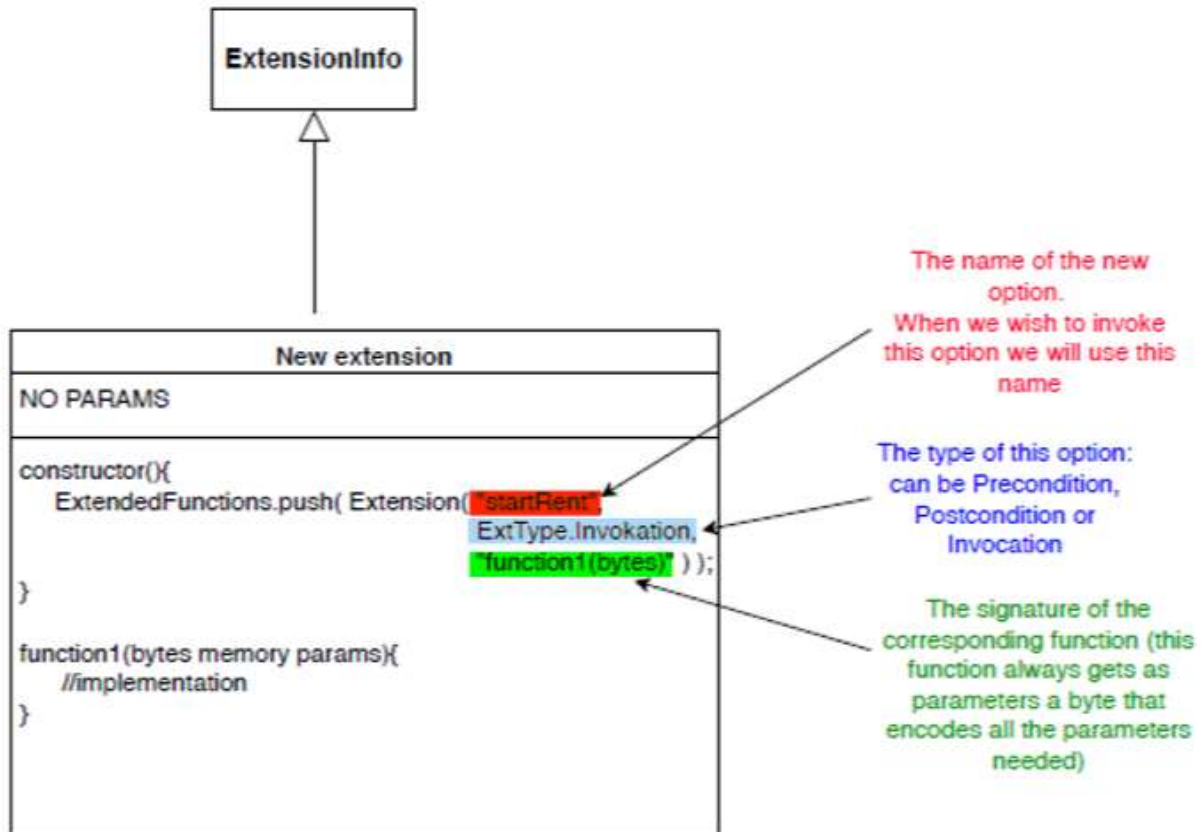 ExtensionInfo
New extension
NO PARAMS
constructor(){
ExtendedFunctions.push( Extension( "startRent",
ExtType.Invokation,
"function1(bytes)" ) );
}
function1(bytes memory params){
//implementation
}
The name of the new
option.
When we wish to invoke
this option we will use this
name
The type of this option:
can be Precondition,
Postcondition or
Invocation
The signature of the
corresponding function (this
function always gets as
parameters a byte that
encodes all the parameters
needed)